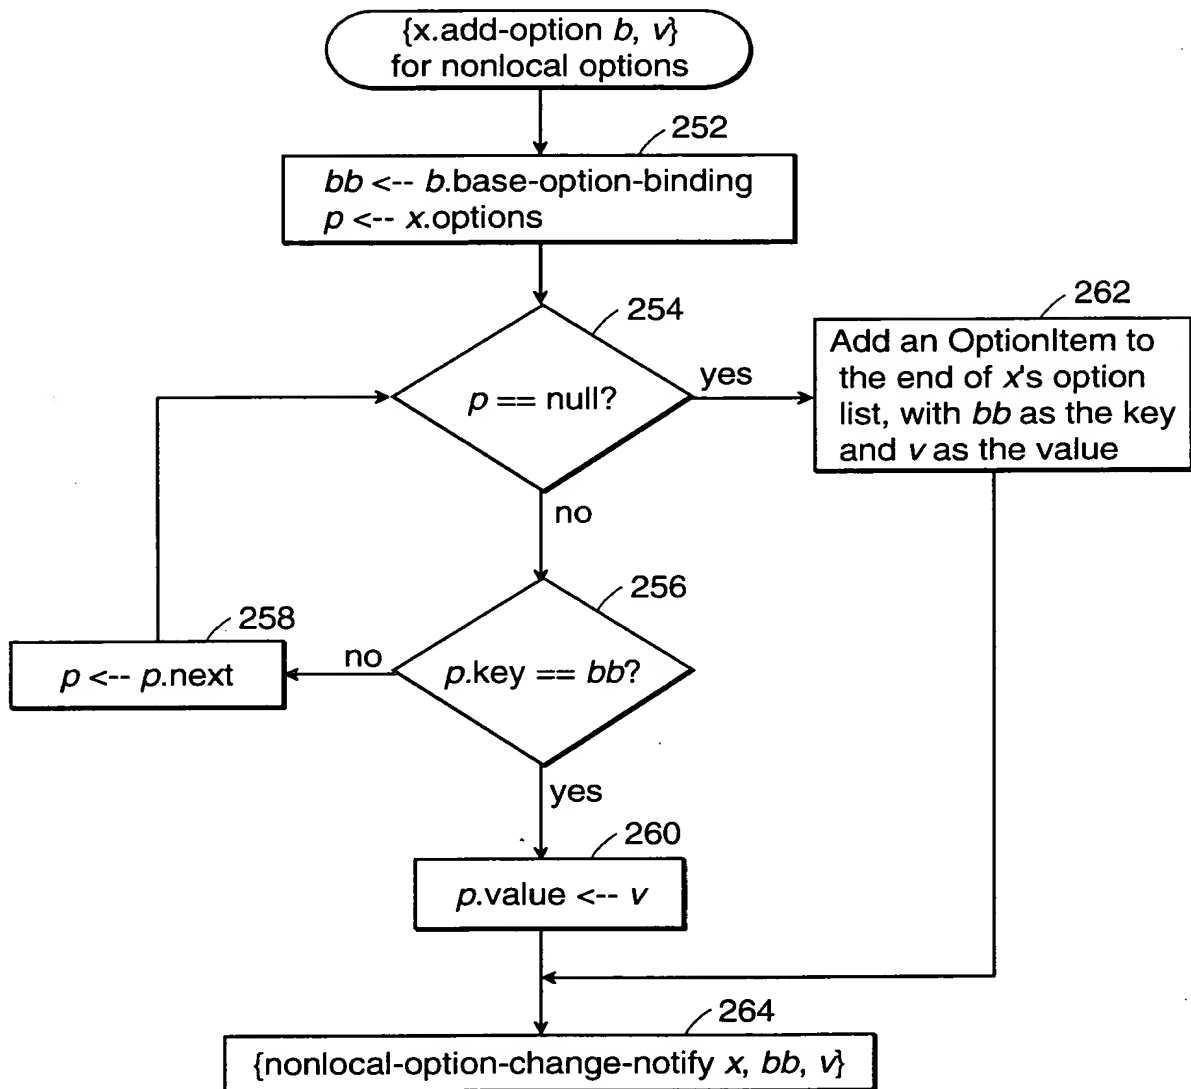 {x.add-option b, v}
for nonlocal options
252
bb <-- b.base-option-binding
p <-- x.options
254
p == null?
yes
262
Add an OptionItem to
the end of x's option
list, with bb as the key
and v as the value
no
256
p.key == bb?
no
258
p <-- p.next
yes
260
p.value <-- v
264
{nonlocal-option-change-notify x, bb, v}